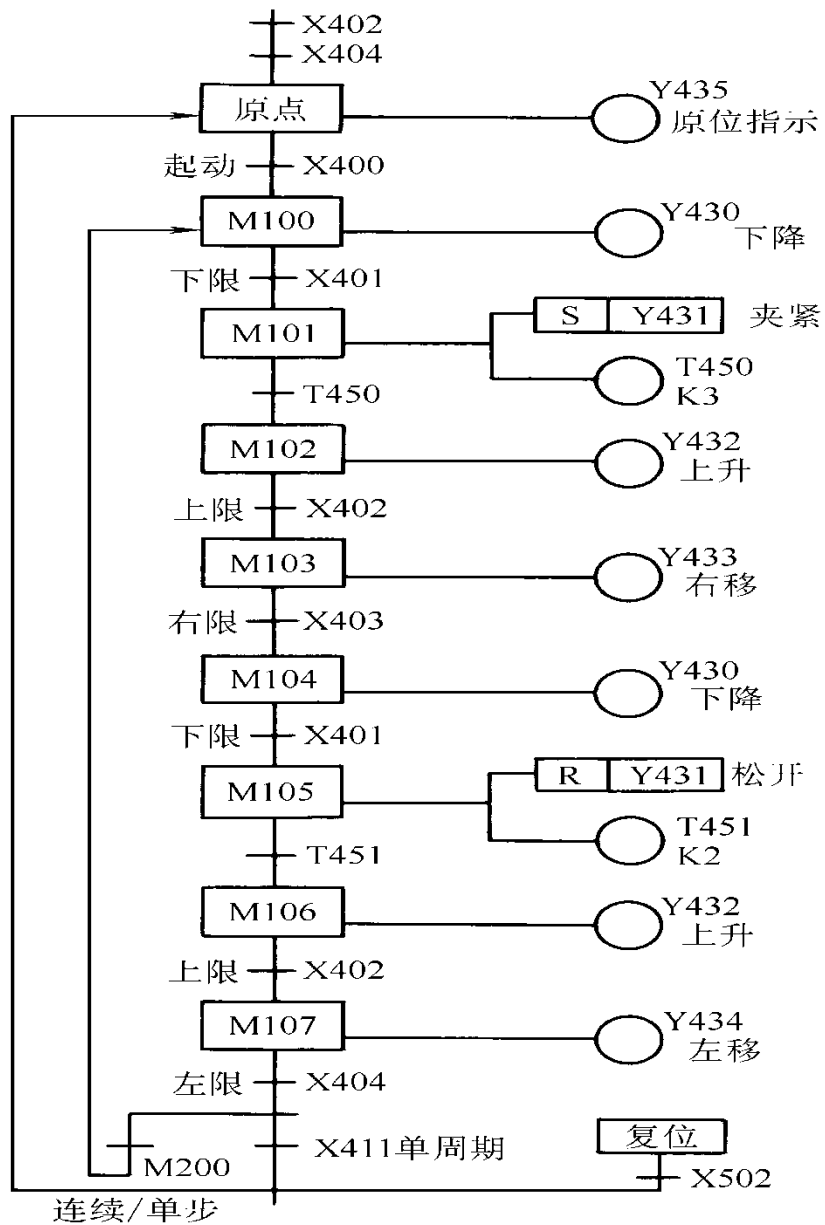 X402
X404
原点
Y435
原位指示
起动 X400
M100
Y430
下降
下限 X401
M101
S Y431 夹紧
T450
K3
T450
M102
Y432
上升
上限 X402
M103
Y433
右移
右限 X403
M104
Y430
下降
下限 X401
M105
R Y431 松开
T451
K2
T451
M106
Y432
上升
上限 X402
M107
Y434
左移
左限 X404
M200
X411单周期
复位
X502
连续/单步